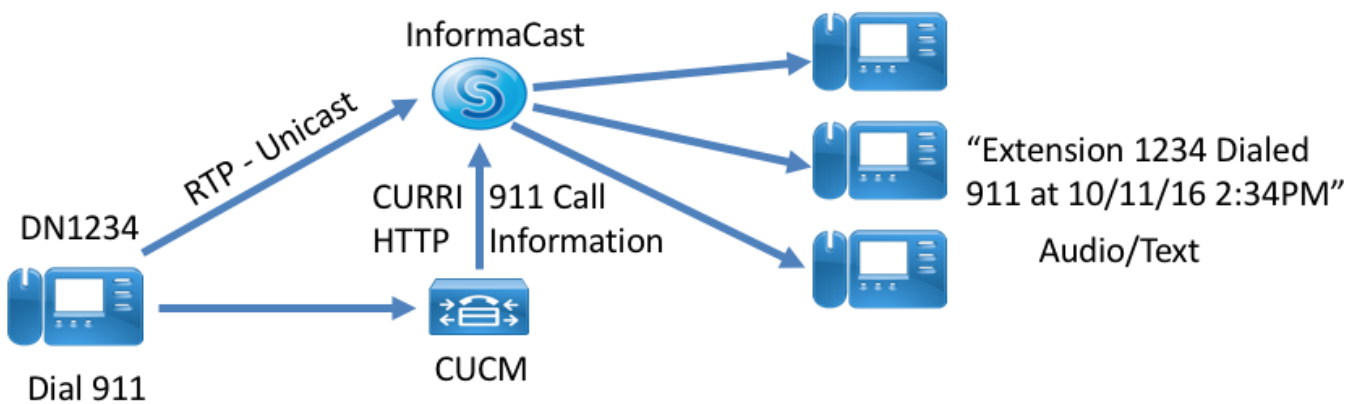 InformaCast
RTP - Unicast
“Extension 1234 Dialed
911 at 10/11/16 2:34PM”
Audio/Text
CURRI 911 Call
HTTP Information
DN1234
CUCM
Dial 911